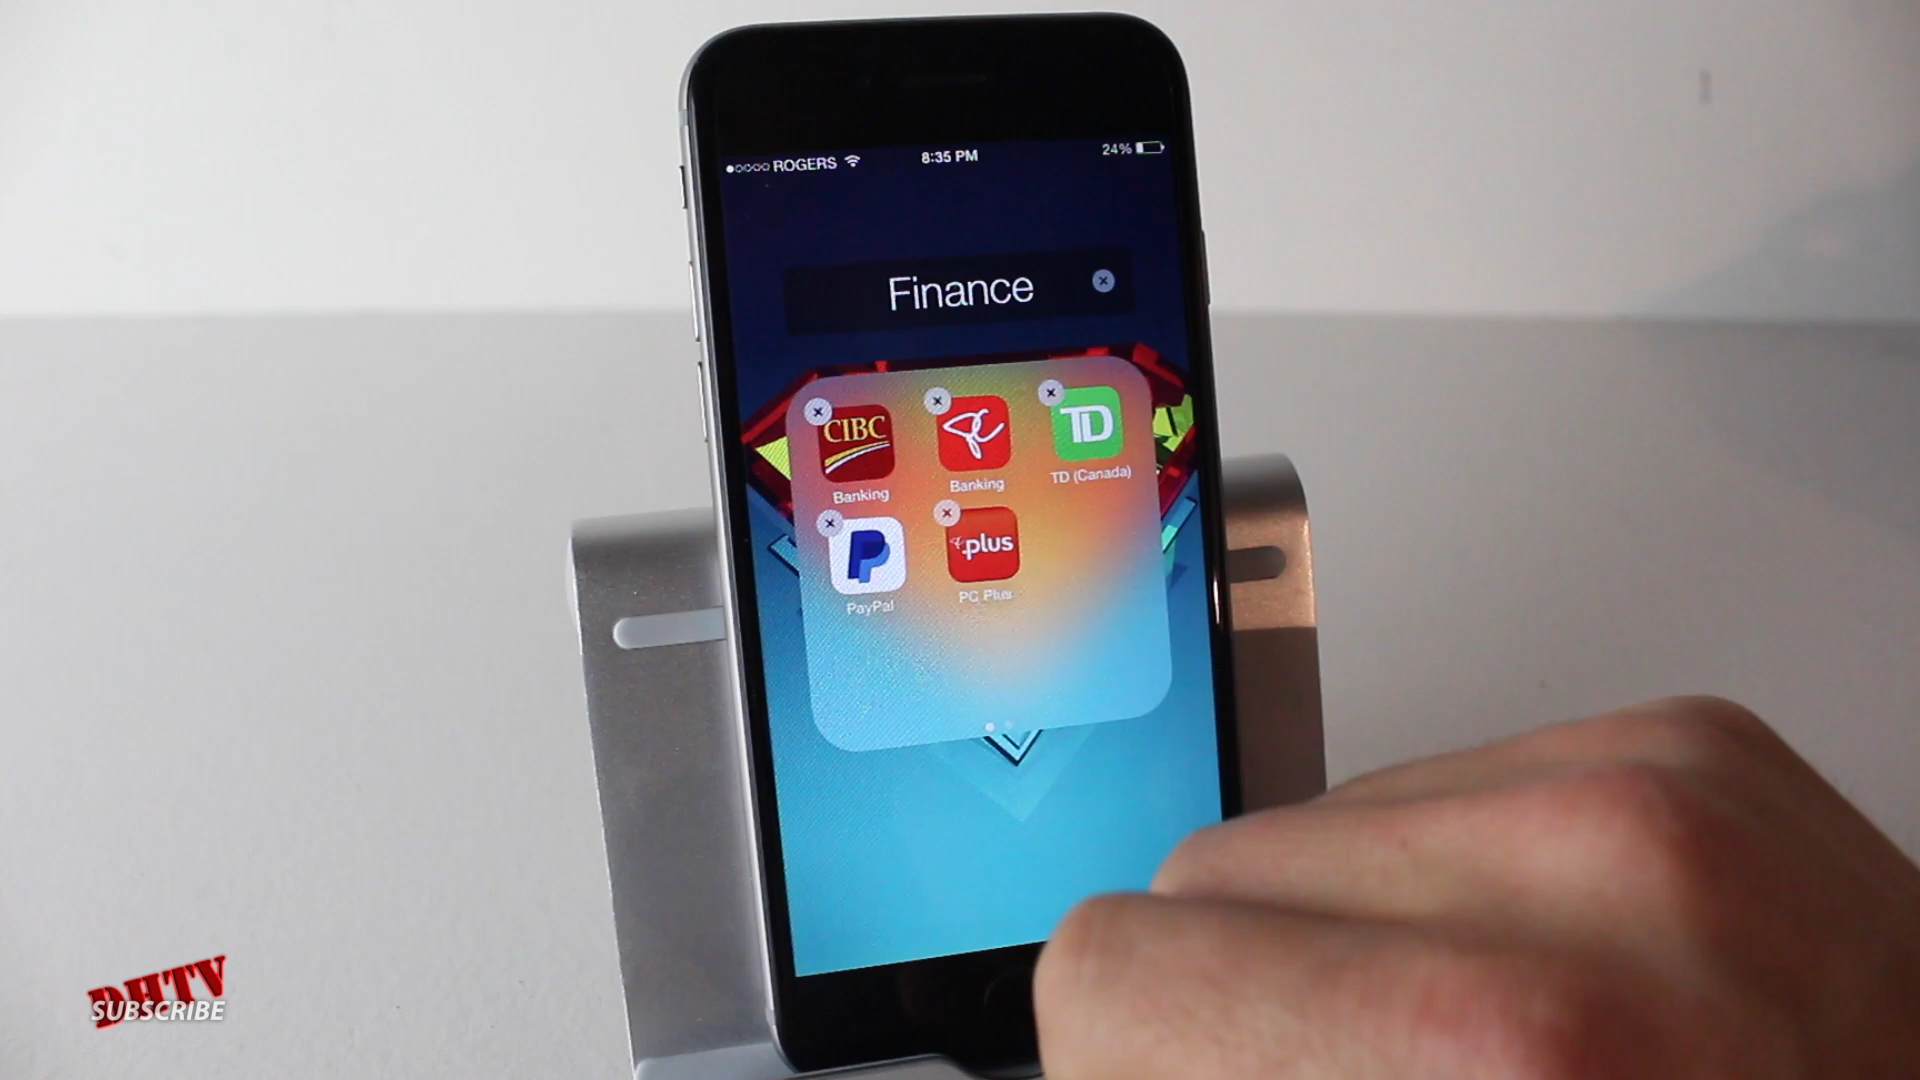 ROGERS 8:35 PM 24%
Finance
CIBC
TD
Banking
Banking
TD (Canada)
P
plus
PayPal
PC Plus
DHTV
SUBSCRIBE